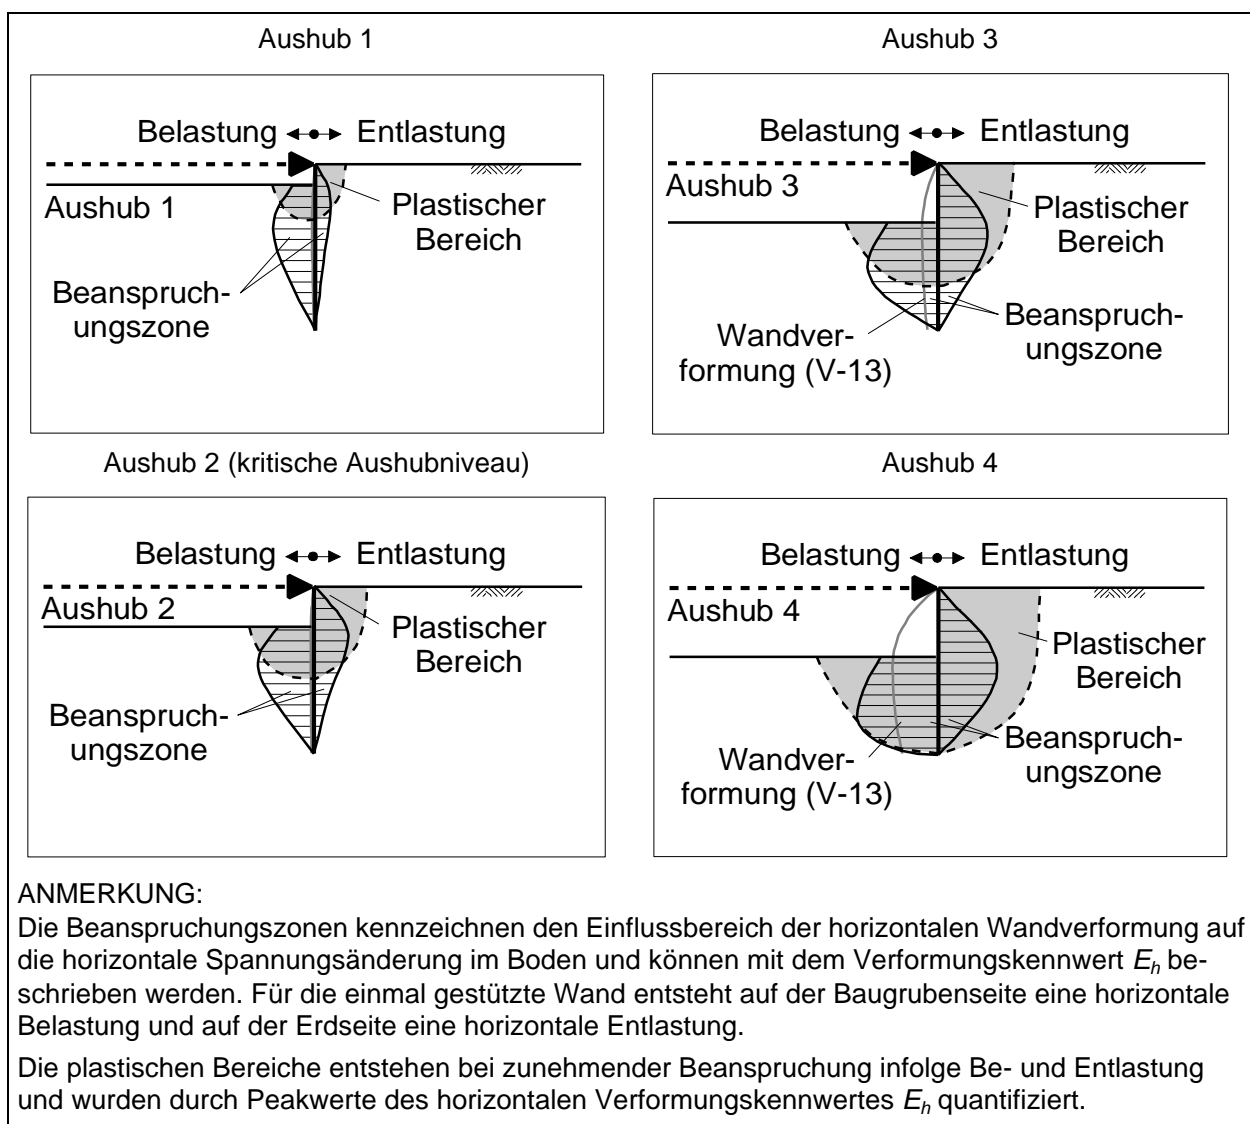 Aushub 1
Belastung
Entlastung
Aushub 1
Plastischer
Bereich
Beanspruch-
ungszone
Aushub 3
Belastung
Entlastung
Aushub 3
Plastischer
Bereich
Wandver-
formung (V-13)
Beanspruch-
ungszone
Aushub 2 (kritische Aushubniveau)
Belastung
Entlastung
Aushub 2
Plastischer
Bereich
Beanspruch-
ungszone
Aushub 4
Belastung
Entlastung
Aushub 4
Plastischer
Bereich
Wandver-
formung (V-13)
Beanspruch-
ungszone
ANMERKUNG:
Die Beanspruchungszonen kennzeichnen den Einflussbereich der horizontalen Wandverformung auf
die horizontale Spannungsänderung im Boden und können mit dem Verformungskennwert E_h be-
schrieben werden. Für die einmal gestützte Wand entsteht auf der Baugrubenseite eine horizontale
Belastung und auf der Erdseite eine horizontale Entlastung.
Die plastischen Bereiche entstehen bei zunehmender Beanspruchung infolge Be- und Entlastung
und wurden durch Peakwerte des horizontalen Verformungskennwertes E_h quantifiziert.